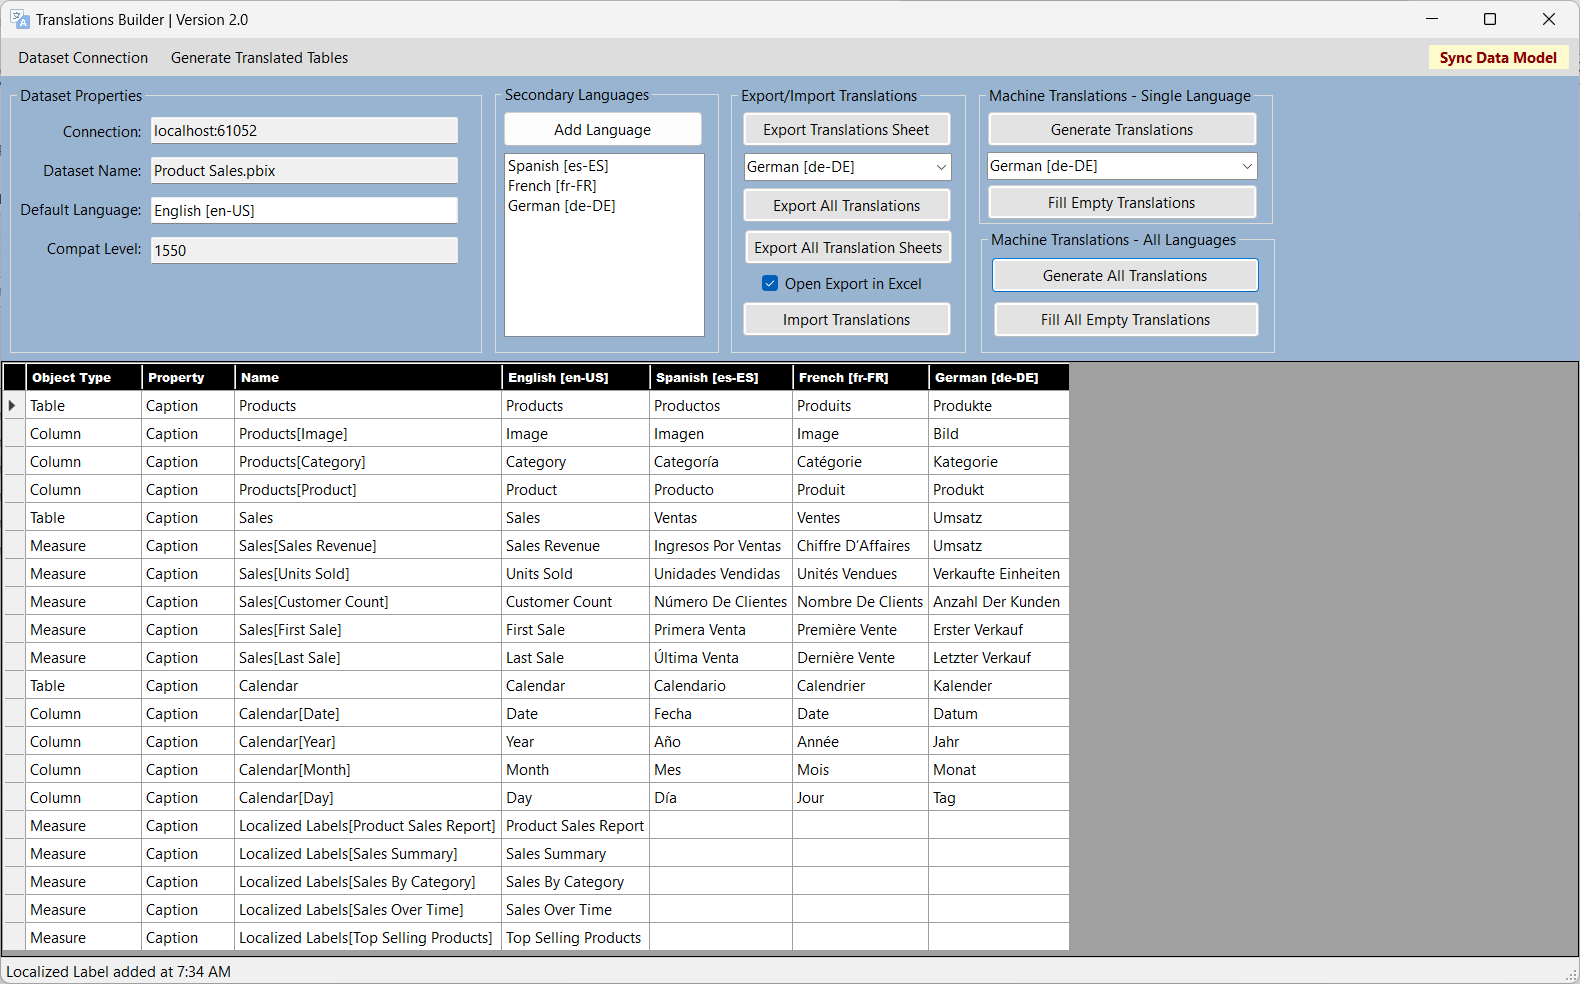 Translations Builder | Version 2.0
Dataset Connection Generate Translated Tables Sync Data Model
Dataset Properties
Connection: localhost:61052
Dataset Name: Product Sales.pbix
Default Language: English [en-US]
Compat Level: 1550
Secondary Languages
Add Language
Spanish [es-ES]
French [fr-FR]
German [de-DE]
Export/Import Translations
Export Translations Sheet
German [de-DE]
Export All Translations
Export All Translation Sheets
Open Export in Excel
Import Translations
Machine Translations - Single Language
Generate Translations
German [de-DE]
Fill Empty Translations
Machine Translations - All Languages
Generate All Translations
Fill All Empty Translations
Object Type Property Name English [en-US] Spanish [es-ES] French [fr-FR] German [de-DE]
Table Caption Products Products Productos Produits Produkte
Column Caption Products[Image] Image Imagen Image Bild
Column Caption Products[Category] Category Categoría Catégorie Kategorie
Column Caption Products[Product] Product Producto Produit Produkt
Table Caption Sales Sales Ventas Ventes Umsatz
Measure Caption Sales[Sales Revenue] Sales Revenue Ingresos Por Ventas Chiffre D’Affaires Umsatz
Measure Caption Sales[Units Sold] Units Sold Unidades Vendidas Unités Vendues Verkaufte Einheiten
Measure Caption Sales[Customer Count] Customer Count Número De Clientes Nombre De Clients Anzahl Der Kunden
Measure Caption Sales[First Sale] First Sale Primera Venta Première Vente Erster Verkauf
Measure Caption Sales[Last Sale] Last Sale Última Venta Dernière Vente Letzter Verkauf
Table Caption Calendar Calendar Calendario Calendrier Kalender
Column Caption Calendar[Date] Date Fecha Date Datum
Column Caption Calendar[Year] Year Año Année Jahr
Column Caption Calendar[Month] Month Mes Mois Monat
Column Caption Calendar[Day] Day Día Jour Tag
Measure Caption Localized Labels[Product Sales Report] Product Sales Report
Measure Caption Localized Labels[Sales Summary] Sales Summary
Measure Caption Localized Labels[Sales By Category] Sales By Category
Measure Caption Localized Labels[Sales Over Time] Sales Over Time
Measure Caption Localized Labels[Top Selling Products] Top Selling Products
Localized Label added at 7:34 AM